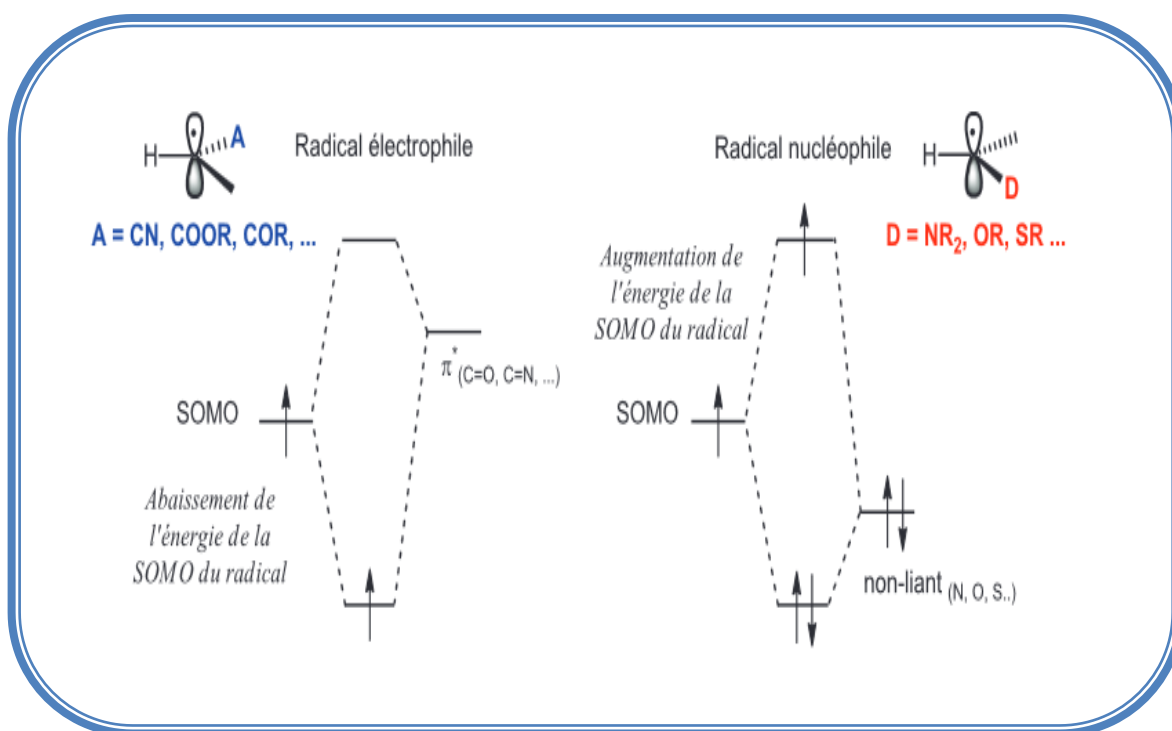 H
A
Radical électrophile
A = CN, COOR, COR, ...
SOMO
π* (C=O, C=N, ...)
Abaissement de
l'énergie de la
SOMO du radical
Radical nucléophile
H
D
D = NR₂, OR, SR ...
Augmentation de
l'énergie de la
SOMO du radical
SOMO
non-liant (N, O, S..)